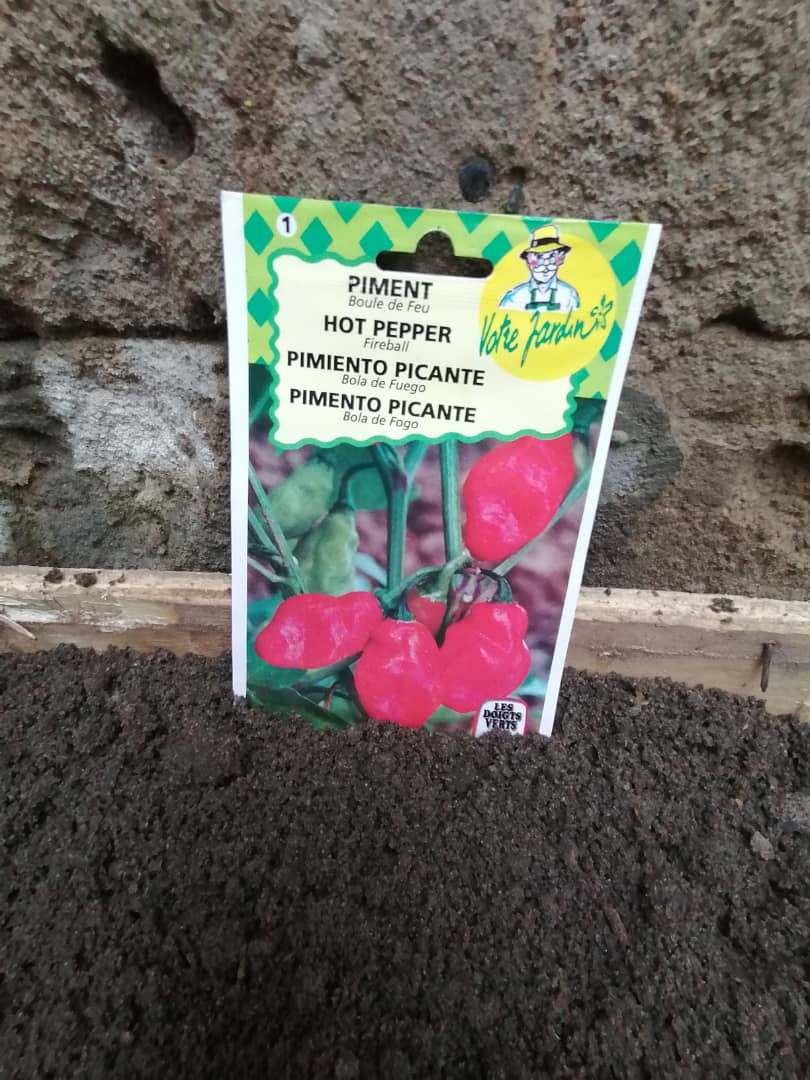 1
PIMENT
Boule de Feu
HOT PEPPER
Fireball
PIMIENTO PICANTE
Bola de Fuego
PIMENTO PICANTE
Bola de Fogo
Votre Jardin
LES
DOIGTS
VERTS